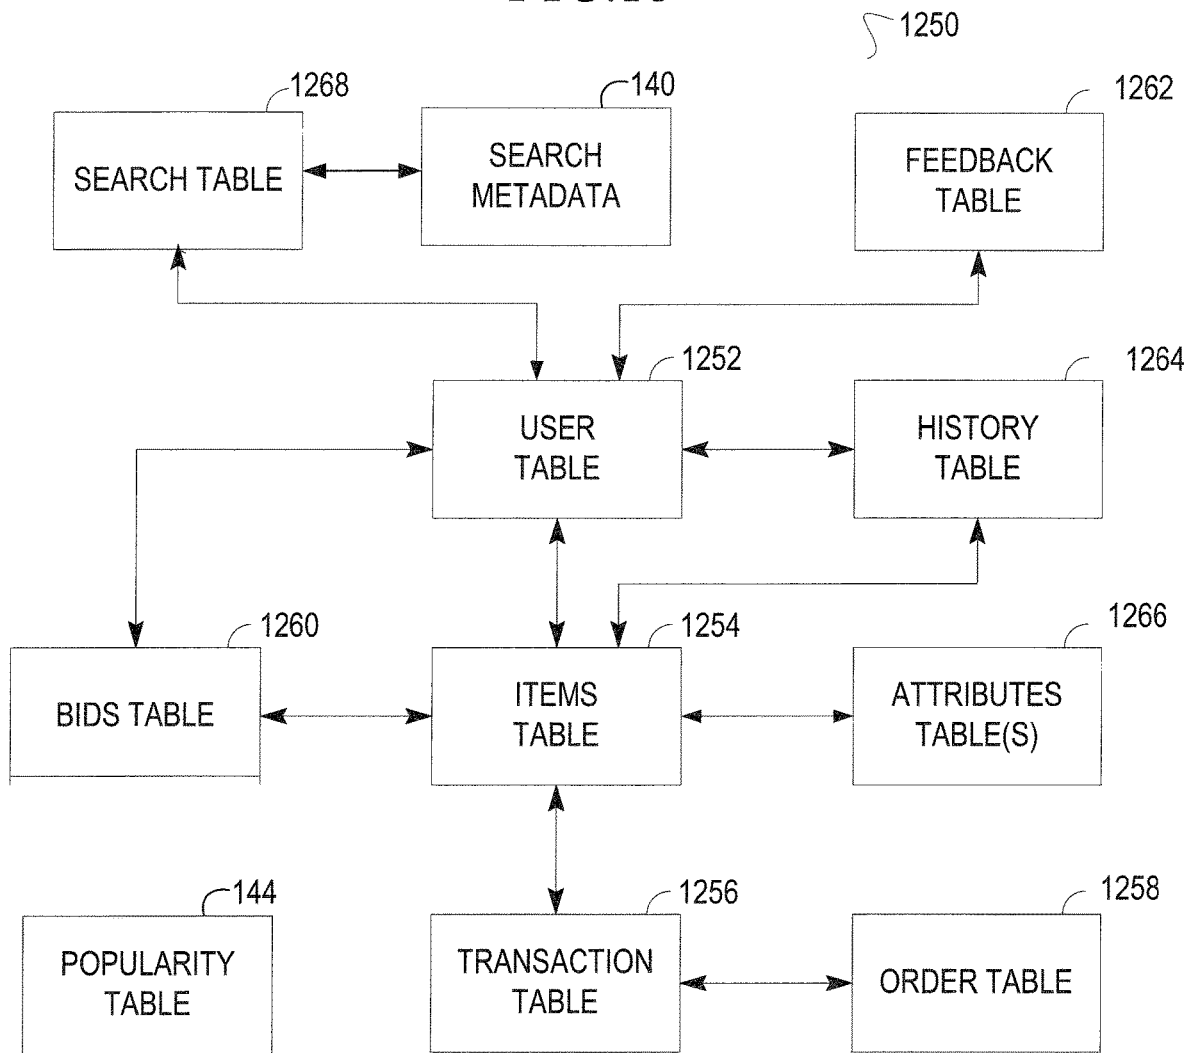 1250
1268
140
1262
SEARCH TABLE
SEARCH
METADATA
FEEDBACK
TABLE
1252
1264
USER
TABLE
HISTORY
TABLE
1260
1254
1266
BIDS TABLE
ITEMS
TABLE
ATTRIBUTES
TABLE(S)
144
1256
1258
POPULARITY
TABLE
TRANSACTION
TABLE
ORDER TABLE